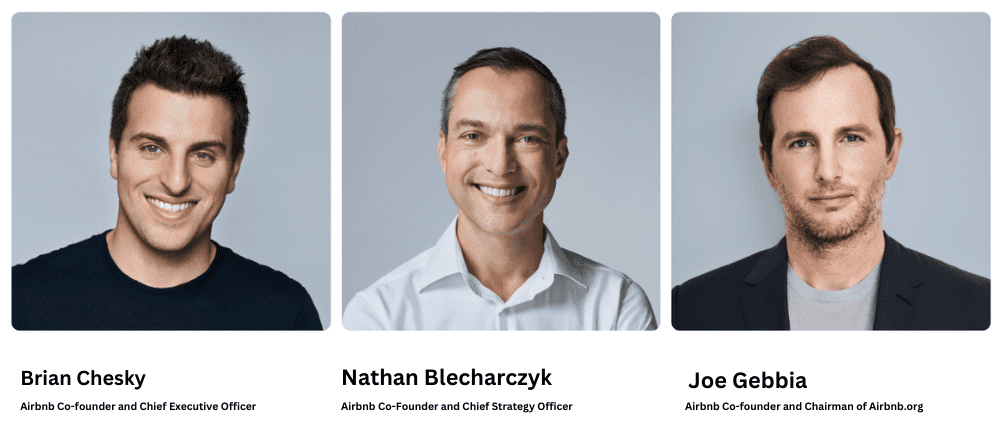 Brian Chesky
Airbnb Co-founder and Chief Executive Officer
Nathan Blecharczyk
Airbnb Co-Founder and Chief Strategy Officer
Joe Gebbia
Airbnb Co-founder and Chairman of Airbnb.org